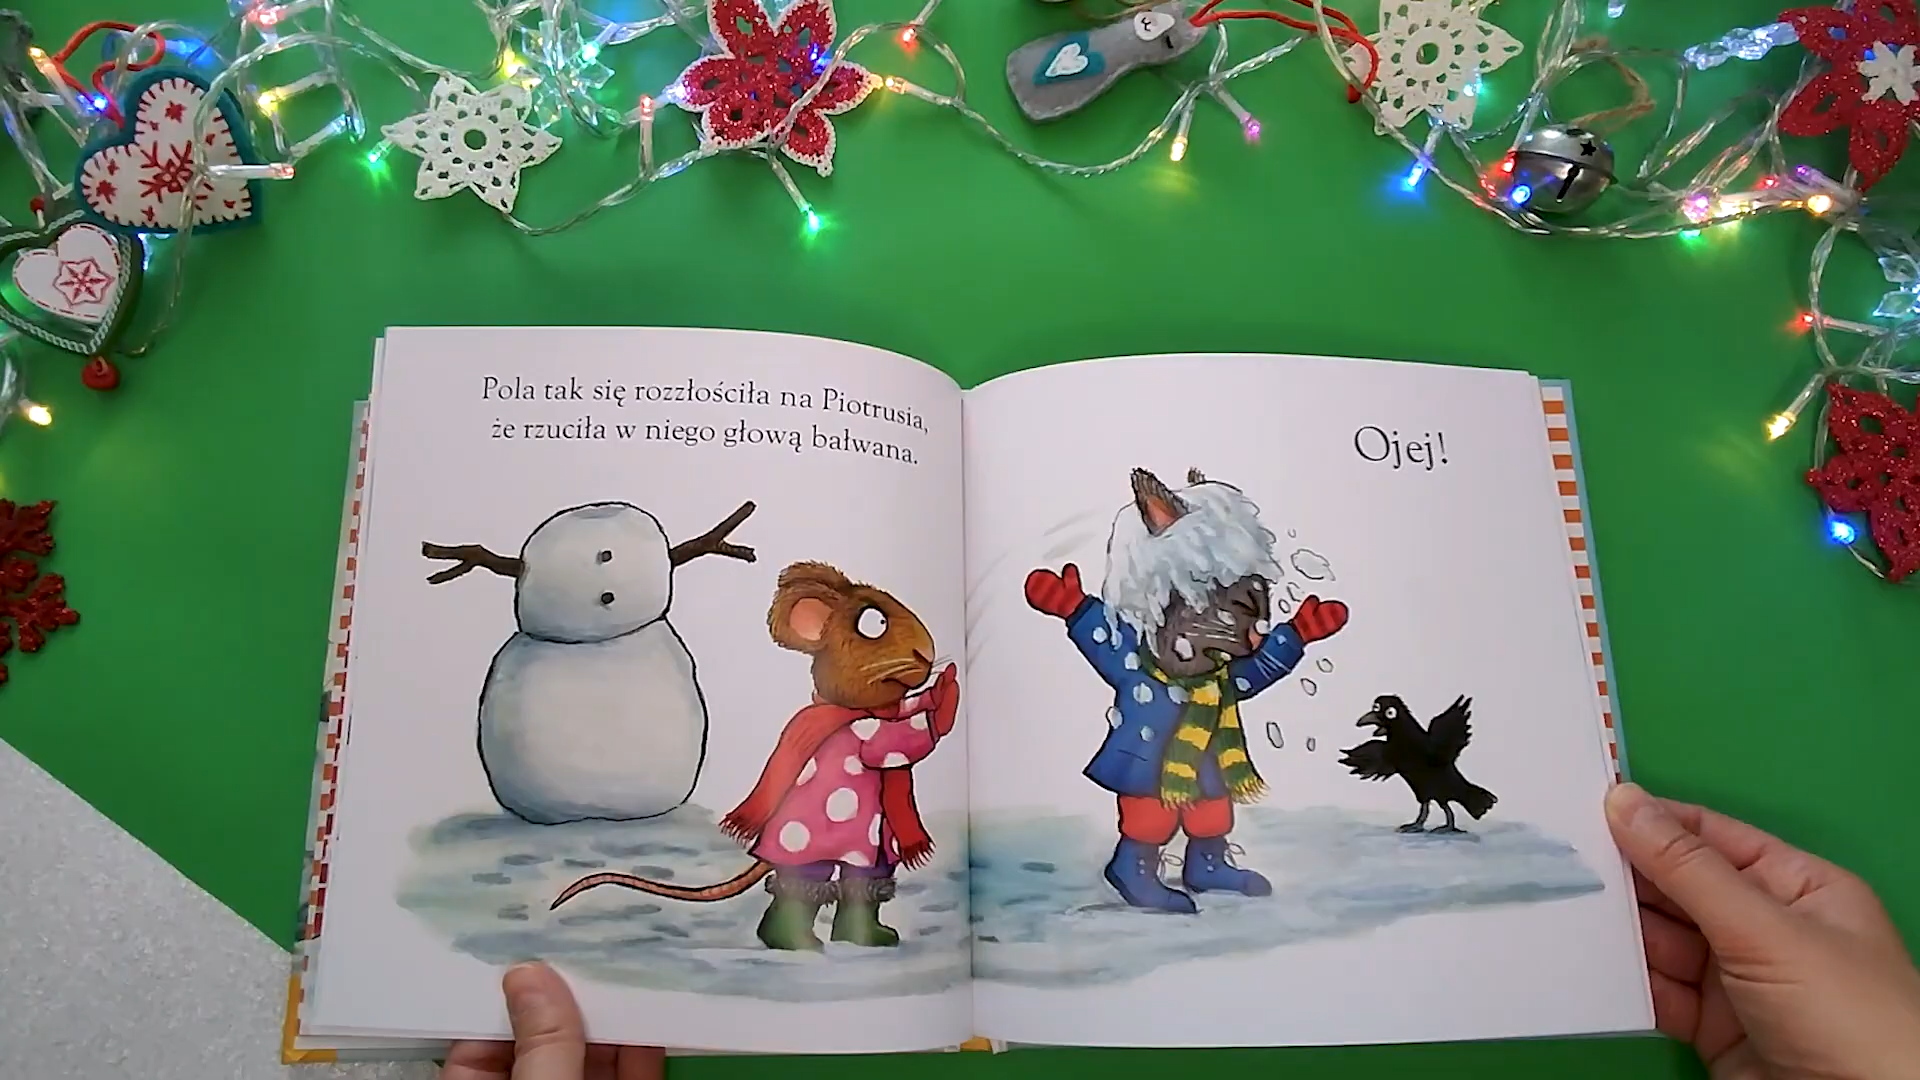 Pola tak się rozzłościła na Piotrusia,
że rzuciła w niego głową bałwana.
Ojej!